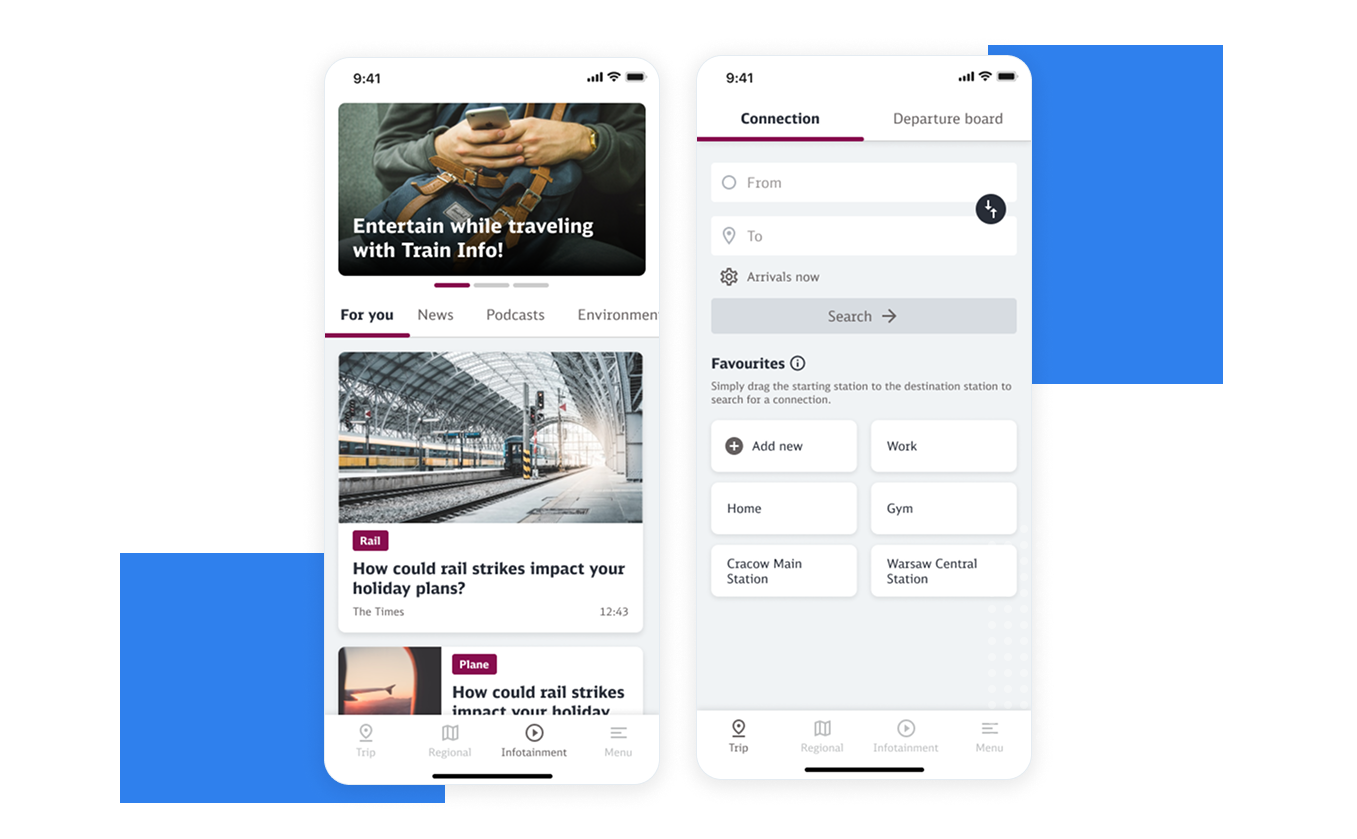 9:41
Entertain while traveling
with Train Info!
For you
News
Podcasts
Environmen
Rail
How could rail strikes impact your
holiday plans?
The Times
12:43
Plane
How could rail strikes
impact your holiday
Trip
Regional
Infotainment
Menu
9:41
Connection
Departure board
From
To
Arrivals now
Search
Favourites
Simply drag the starting station to the destination station to
search for a connection.
Add new
Work
Home
Gym
Cracow Main
Station
Warsaw Central
Station
Trip
Regional
Infotainment
Menu